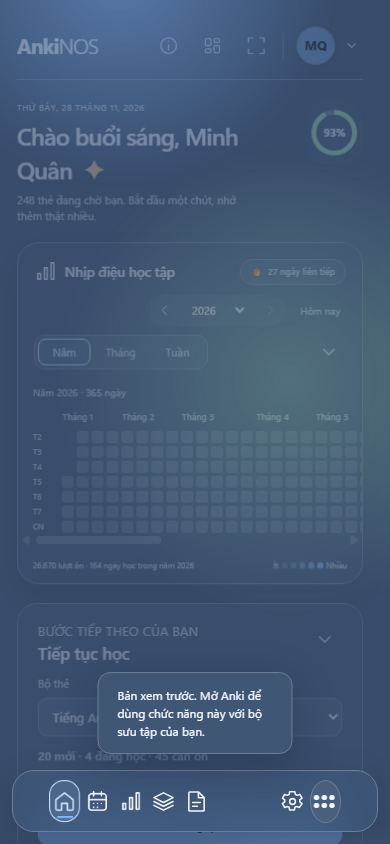 AnkiNOS
MQ
THỨ BẢY, 28 THÁNG 11, 2026
Chào buổi sáng, Minh
Quân
93%
248 thẻ đang chờ bạn. Bắt đầu một chút, nhớ
thêm thật nhiều.
Nhịp điệu học tập
27 ngày liên tiếp
2026
Hôm nay
Năm
Tháng
Tuần
Năm 2026 · 365 ngày
Tháng 1
Tháng 2
Tháng 3
Tháng 4
Tháng 5
T2
T3
T4
T5
T6
T7
CN
26.670 lượt ôn · 164 ngày học trong năm 2026
Nhiều
BƯỚC TIẾP THEO CỦA BẠN
Tiếp tục học
Bộ thẻ
Tiếng
Bản xem trước. Mở Anki để
dùng chức năng này với bộ
sưu tập của bạn.
20 mới · 4 đang học · 45 cần ôn